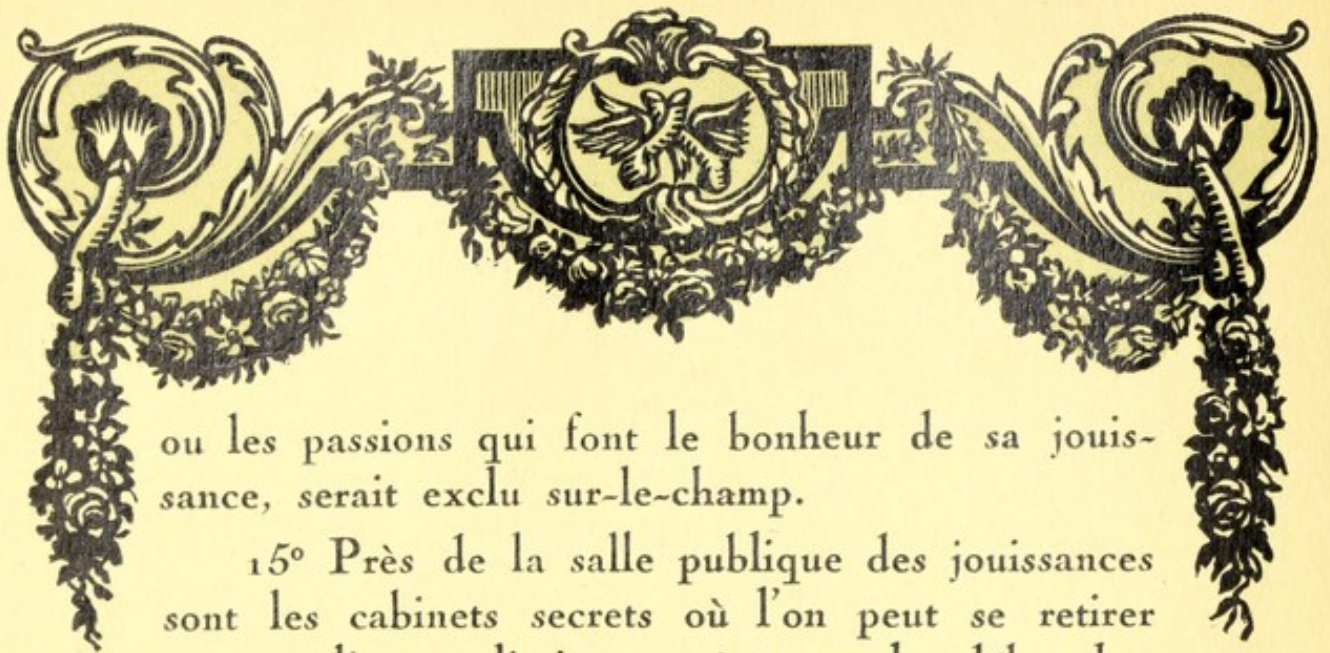 ou les passions qui font le bonheur de sa jouis-
sance, serait exclu sur-le-champ.
15° Près de la salle publique des jouissances
sont les cabinets secrets où l'on peut se retirer